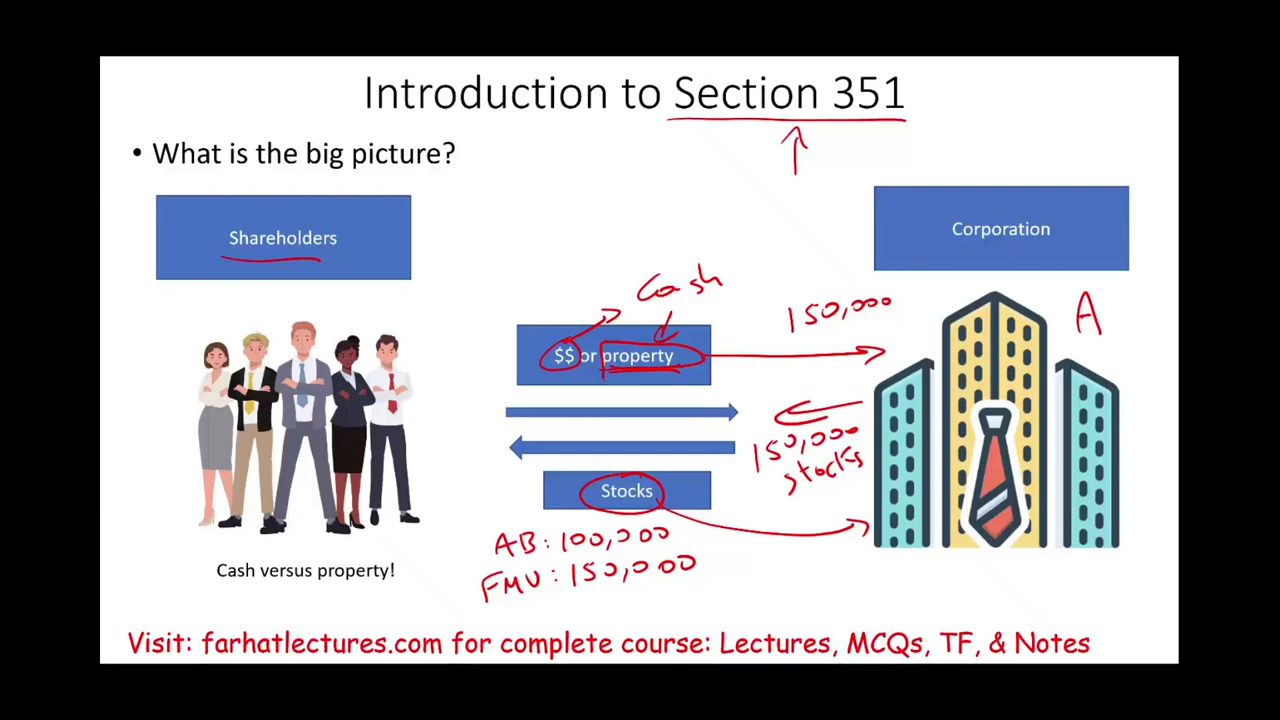 Introduction to Section 351
• What is the big picture?
Shareholders
Corporation
Cash
150,000
A
$$ or property
150,000
stocks
Stocks
AB: 100,000
FMV: 150,000
Cash versus property!
Visit: farhatlectures.com for complete course: Lectures, MCQs, TF, & Notes